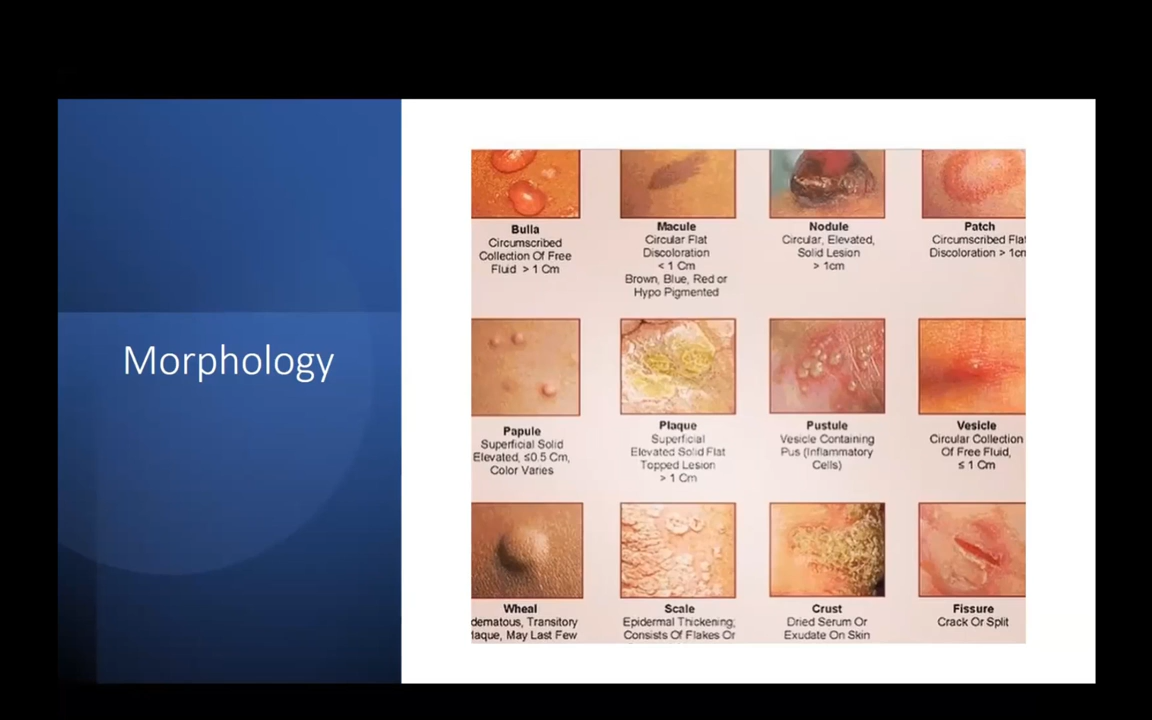 Morphology
Bulla
Circumscribed
Collection Of Free
Fluid > 1 Cm
Macule
Circular Flat
Discoloration
< 1 Cm
Brown, Blue, Red or
Hypo Pigmented
Nodule
Circular, Elevated,
Solid Lesion
> 1cm
Patch
Circumscribed Flat
Discoloration > 1cm
Papule
Superficial Solid
Elevated, ≤0.5 Cm,
Color Varies
Plaque
Superficial
Elevated Solid Flat
Topped Lesion
> 1 Cm
Pustule
Vesicle Containing
Pus (Inflammatory
Cells)
Vesicle
Circular Collection
Of Free Fluid,
≤ 1 Cm
Wheal
dematous, Transitory
laque, May Last Few
Scale
Epidermal Thickening;
Consists Of Flakes Or
Crust
Dried Serum Or
Exudate On Skin
Fissure
Crack Or Split